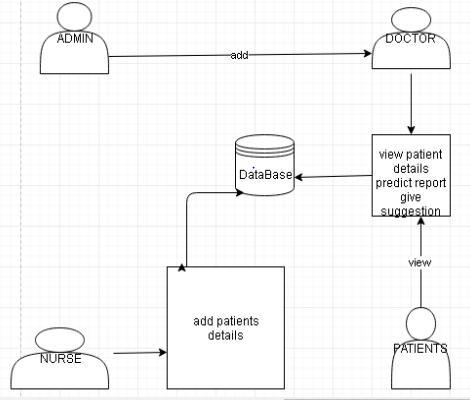 ADMIN
add
DOCTOR
view patient
details
predict report
give
suggestion
DataBase
view
add patients
details
NURSE
PATIENTS